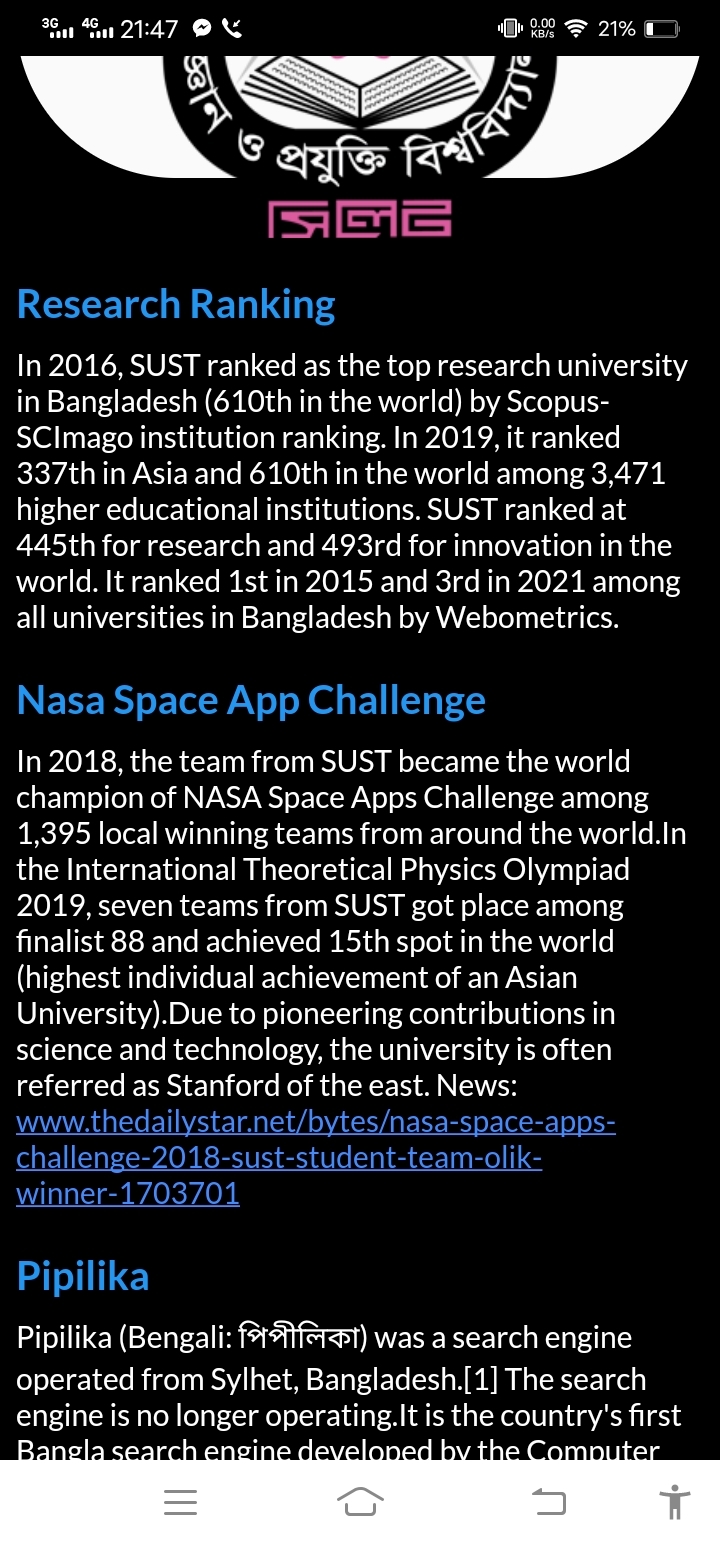 3G 4G 21:47 0.00 KB/s 21%
জ্ঞান ও প্রযুক্তি বিশ্ববিদ্যাল
সিলেট
Research Ranking
In 2016, SUST ranked as the top research university
in Bangladesh (610th in the world) by Scopus-
SCImago institution ranking. In 2019, it ranked
337th in Asia and 610th in the world among 3,471
higher educational institutions. SUST ranked at
445th for research and 493rd for innovation in the
world. It ranked 1st in 2015 and 3rd in 2021 among
all universities in Bangladesh by Webometrics.
Nasa Space App Challenge
In 2018, the team from SUST became the world
champion of NASA Space Apps Challenge among
1,395 local winning teams from around the world.In
the International Theoretical Physics Olympiad
2019, seven teams from SUST got place among
finalist 88 and achieved 15th spot in the world
(highest individual achievement of an Asian
University).Due to pioneering contributions in
science and technology, the university is often
referred as Stanford of the east. News:
www.thedailystar.net/bytes/nasa-space-apps-
challenge-2018-sust-student-team-olik-
winner-1703701
Pipilika
Pipilika (Bengali: পিপীলিকা) was a search engine
operated from Sylhet, Bangladesh.[1] The search
engine is no longer operating.It is the country's first
Bangla search engine developed by the Computer